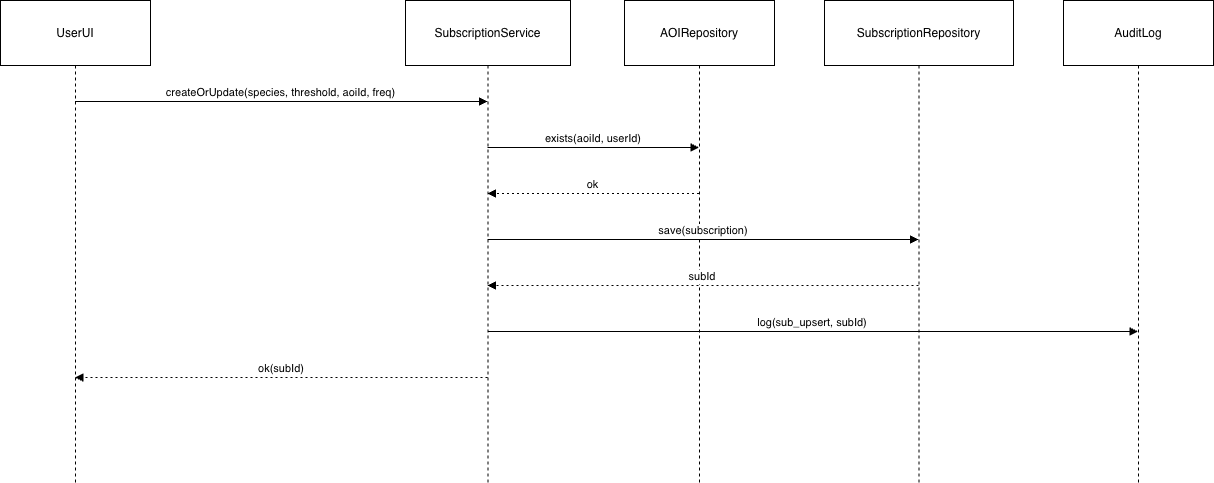 UserUI
SubscriptionService
AOIRepository
SubscriptionRepository
AuditLog
createOrUpdate(species, threshold, aoiId, freq)
exists(aoiId, userId)
ok
save(subscription)
subId
log(sub_upsert, subId)
ok(subId)